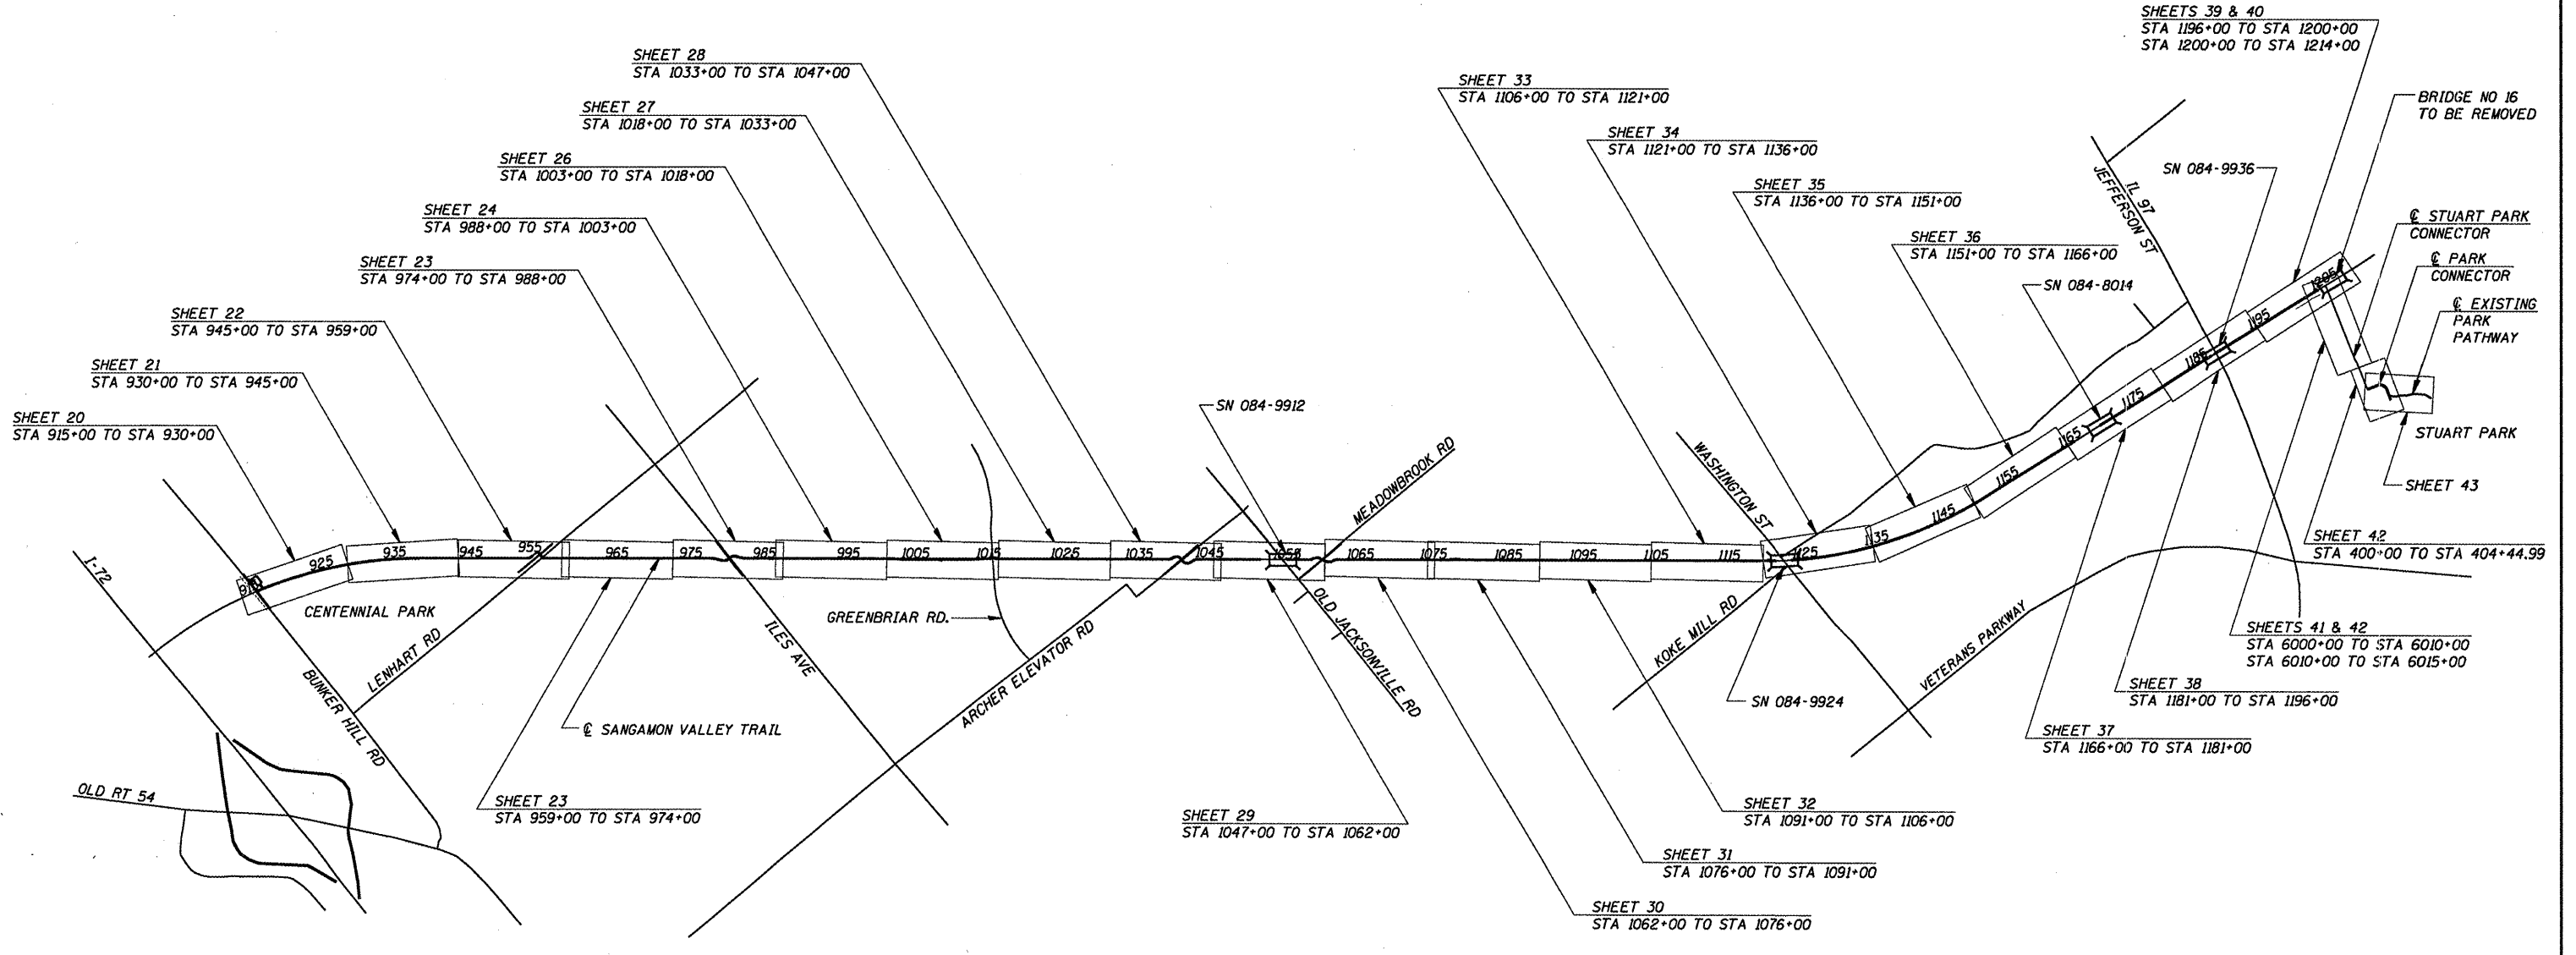 SHEETS 39 & 40
STA 1196+00 TO STA 1200+00
STA 1200+00 TO STA 1214+00
SHEET 28
STA 1033+00 TO STA 1047+00
SHEET 33
STA 1106+00 TO STA 1121+00
BRIDGE NO 16
TO BE REMOVED
SHEET 27
STA 1018+00 TO STA 1033+00
SHEET 34
STA 1121+00 TO STA 1136+00
SHEET 26
STA 1003+00 TO STA 1018+00
SN 084-9936
IL 97
JEFFERSON ST
SHEET 35
STA 1136+00 TO STA 1151+00
SHEET 24
STA 988+00 TO STA 1003+00
℄ STUART PARK
CONNECTOR
SHEET 36
STA 1151+00 TO STA 1166+00
SHEET 23
STA 974+00 TO STA 988+00
℄ PARK
CONNECTOR
SN 084-8014
SHEET 22
STA 945+00 TO STA 959+00
℄ EXISTING
PARK
PATHWAY
SHEET 21
STA 930+00 TO STA 945+00
SHEET 20
STA 915+00 TO STA 930+00
SN 084-9912
MEADOWBROOK RD
WASHINGTON ST
STUART PARK
SHEET 43
SHEET 42
STA 400+00 TO STA 404+44.99
925
935
945
955
965
975
985
995
1005
1015
1025
1035
1045
1055
1065
1075
1085
1095
1105
1115
1125
1135
1145
1155
1165
1175
1185
1195
1205
I-72
CENTENNIAL PARK
GREENBRIAR RD.
LENHART RD
BUNKER HILL RD
ILES AVE
ARCHER ELEVATOR RD
OLD JACKSONVILLE RD
KOKE MILL RD
VETERANS PARKWAY
SHEETS 41 & 42
STA 6000+00 TO STA 6010+00
STA 6010+00 TO STA 6015+00
SHEET 38
STA 1181+00 TO STA 1196+00
SN 084-9924
℄ SANGAMON VALLEY TRAIL
SHEET 37
STA 1166+00 TO STA 1181+00
OLD RT 54
SHEET 23
STA 959+00 TO STA 974+00
SHEET 29
STA 1047+00 TO STA 1062+00
SHEET 32
STA 1091+00 TO STA 1106+00
SHEET 31
STA 1076+00 TO STA 1091+00
SHEET 30
STA 1062+00 TO STA 1076+00